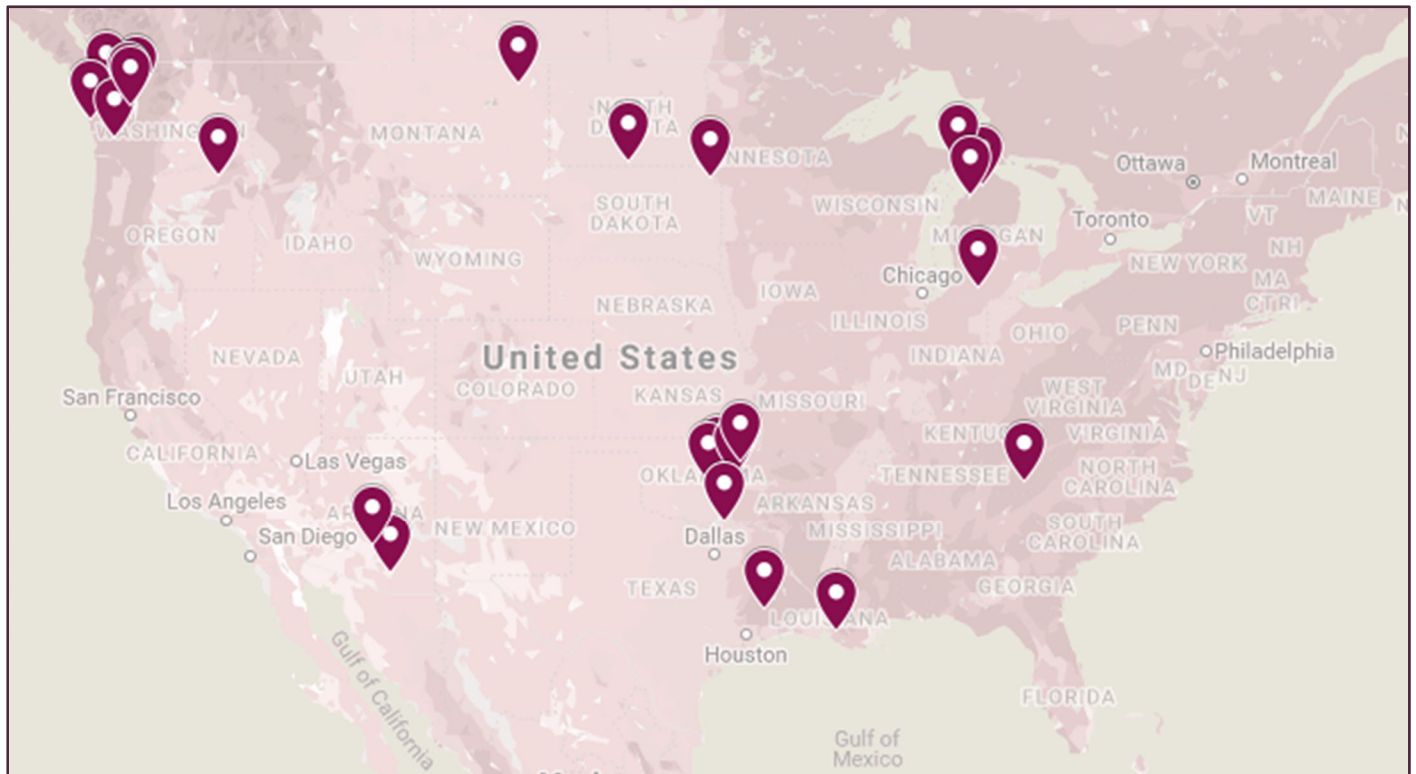 WASHINGTON
MONTANA
NORTH
DAKOTA
MINNESOTA
Ottawa
Montreal
MAINE
SOUTH
DAKOTA
WISCONSIN
Toronto
VT
OREGON
IDAHO
MICHIGAN
NH
WYOMING
NEW YORK
Chicago
MA
NEBRASKA
IOWA
CT RI
ILLINOIS
OHIO
PENN
United States
NEVADA
INDIANA
Philadelphia
UTAH
COLORADO
MD
DE
NJ
San Francisco
KANSAS
MISSOURI
WEST
VIRGINIA
CALIFORNIA
Las Vegas
KENTUC
VIRGINIA
OKLAHOMA
TENNESSEE
NORTH
CAROLINA
Los Angeles
ARIZONA
ARKANSAS
San Diego
NEW MEXICO
Dallas
MISSISSIPPI
SOUTH
CAROLINA
ALABAMA
TEXAS
GEORGIA
LOUISIANA
Houston
Gulf of California
FLORIDA
Gulf of
Mexico